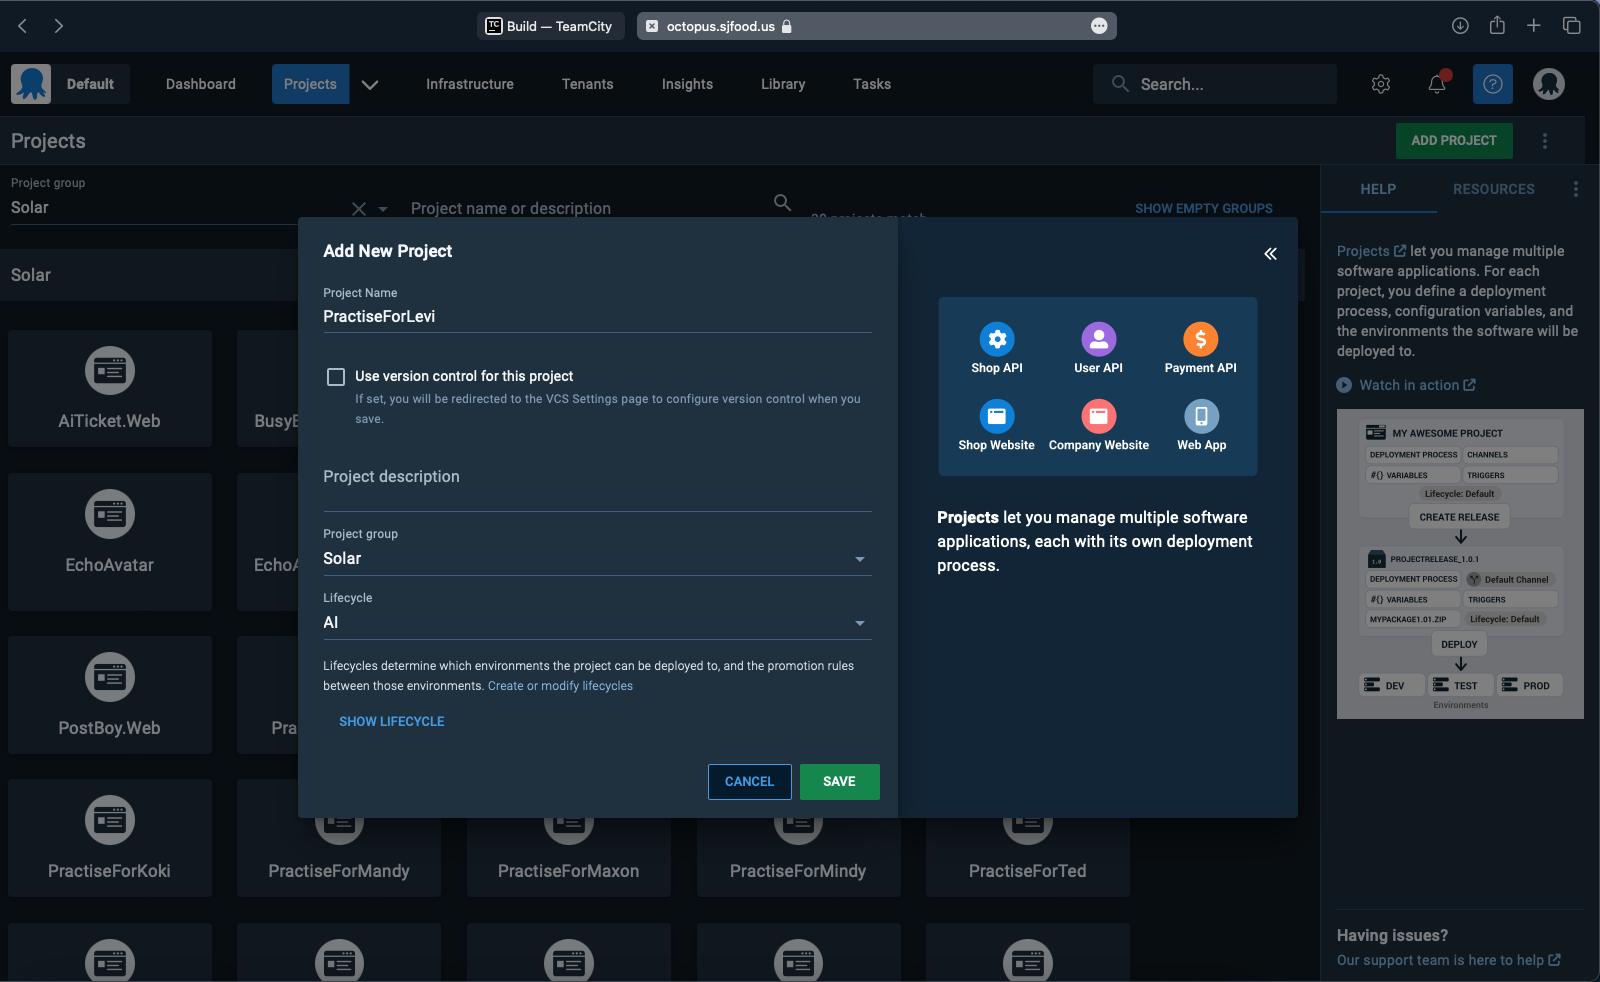 Build — TeamCity
octopus.sjfood.us
Default
Dashboard
Projects
Infrastructure
Tenants
Insights
Library
Tasks
Search...
Projects
ADD PROJECT
Project group
Solar
Project name or description
SHOW EMPTY GROUPS
HELP
RESOURCES
Solar
AiTicket.Web
EchoAvatar
PostBoy.Web
PractiseForKoki
PractiseForMandy
PractiseForMaxon
PractiseForMindy
PractiseForTed
Add New Project
Project Name
PractiseForLevi
Use version control for this project
If set, you will be redirected to the VCS Settings page to configure version control when you
save.
Project description
Project group
Solar
Lifecycle
AI
Lifecycles determine which environments the project can be deployed to, and the promotion rules
between those environments. Create or modify lifecycles
SHOW LIFECYCLE
CANCEL
SAVE
Shop API
User API
Payment API
Shop Website
Company Website
Web App
Projects let you manage multiple software
applications, each with its own deployment
process.
Projects let you manage multiple
software applications. For each
project, you define a deployment
process, configuration variables, and
the environments the software will be
deployed to.
Watch in action
MY AWESOME PROJECT
DEPLOYMENT PROCESS
CHANNELS
#{} VARIABLES
TRIGGERS
Lifecycle: Default
CREATE RELEASE
1.0
PROJECTRELEASE_1.0.1
DEPLOYMENT PROCESS
Default Channel
#{} VARIABLES
TRIGGERS
MYPACKAGE1.01.ZIP
Lifecycle: Default
DEPLOY
DEV
TEST
PROD
Environments
Having issues?
Our support team is here to help